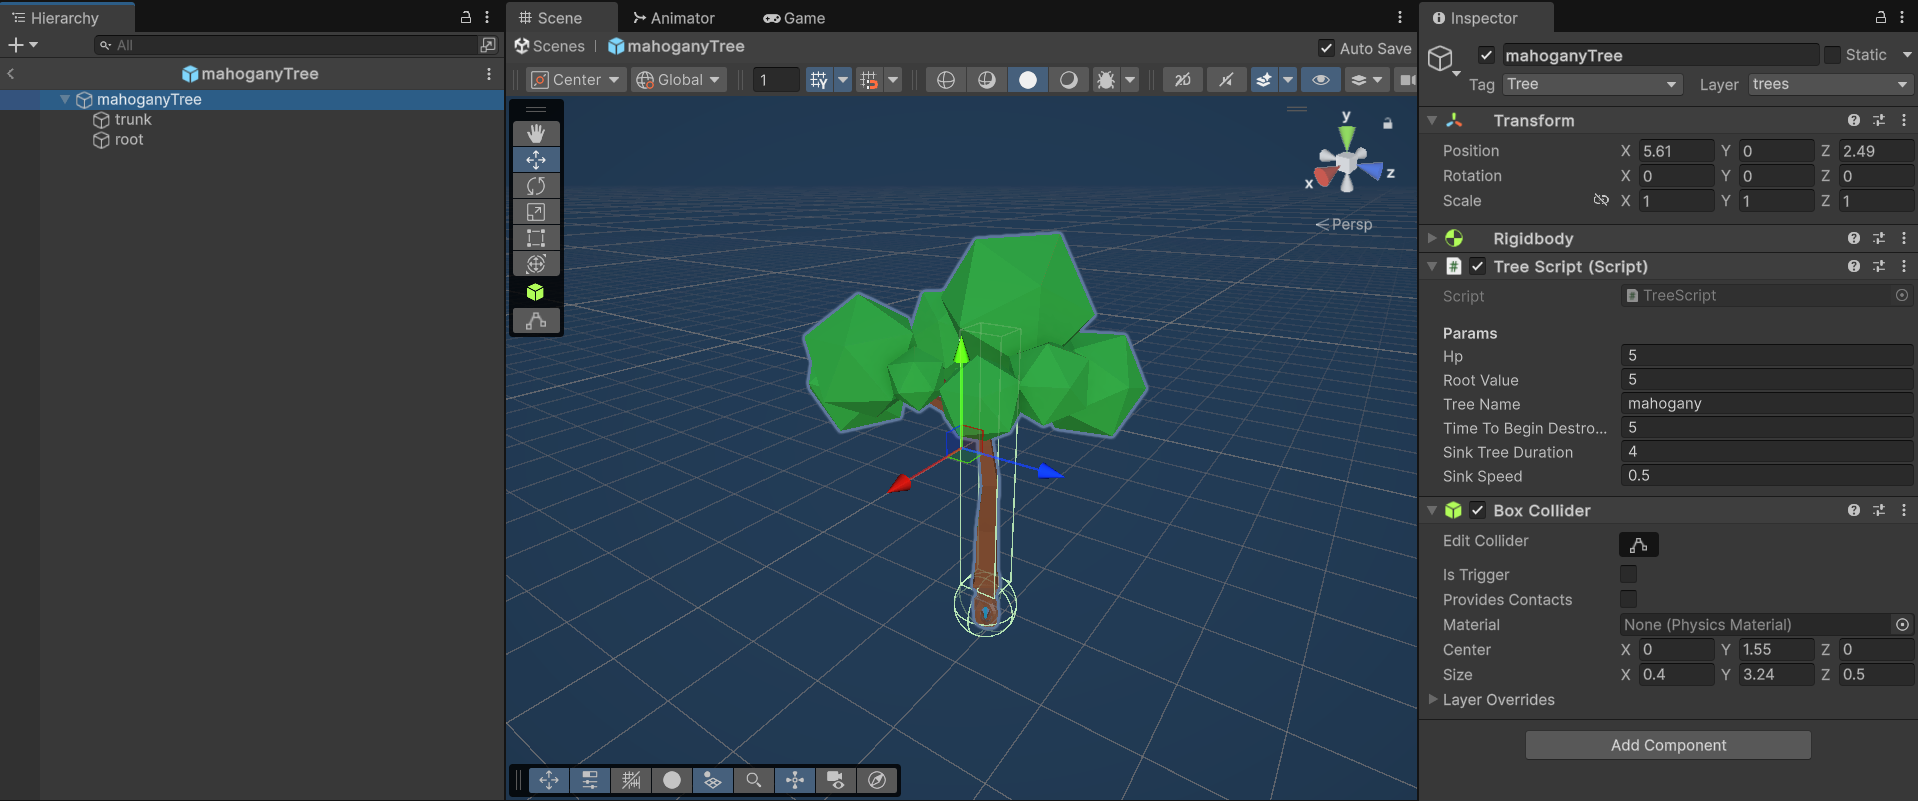 Hierarchy
All
mahoganyTree
mahoganyTree
trunk
root
Scene
Animator
Game
Scenes | mahoganyTree
Auto Save
Center
Global
1
2D
y
x
z
Persp
Inspector
mahoganyTree
Static
Tag Tree
Layer trees
Transform
Position X 5.61 Y 0 Z 2.49
Rotation X 0 Y 0 Z 0
Scale X 1 Y 1 Z 1
Rigidbody
# Tree Script (Script)
Script TreeScript
Params
Hp 5
Root Value 5
Tree Name mahogany
Time To Begin Destro... 5
Sink Tree Duration 4
Sink Speed 0.5
Box Collider
Edit Collider
Is Trigger
Provides Contacts
Material None (Physics Material)
Center X 0 Y 1.55 Z 0
Size X 0.4 Y 3.24 Z 0.5
Layer Overrides
Add Component